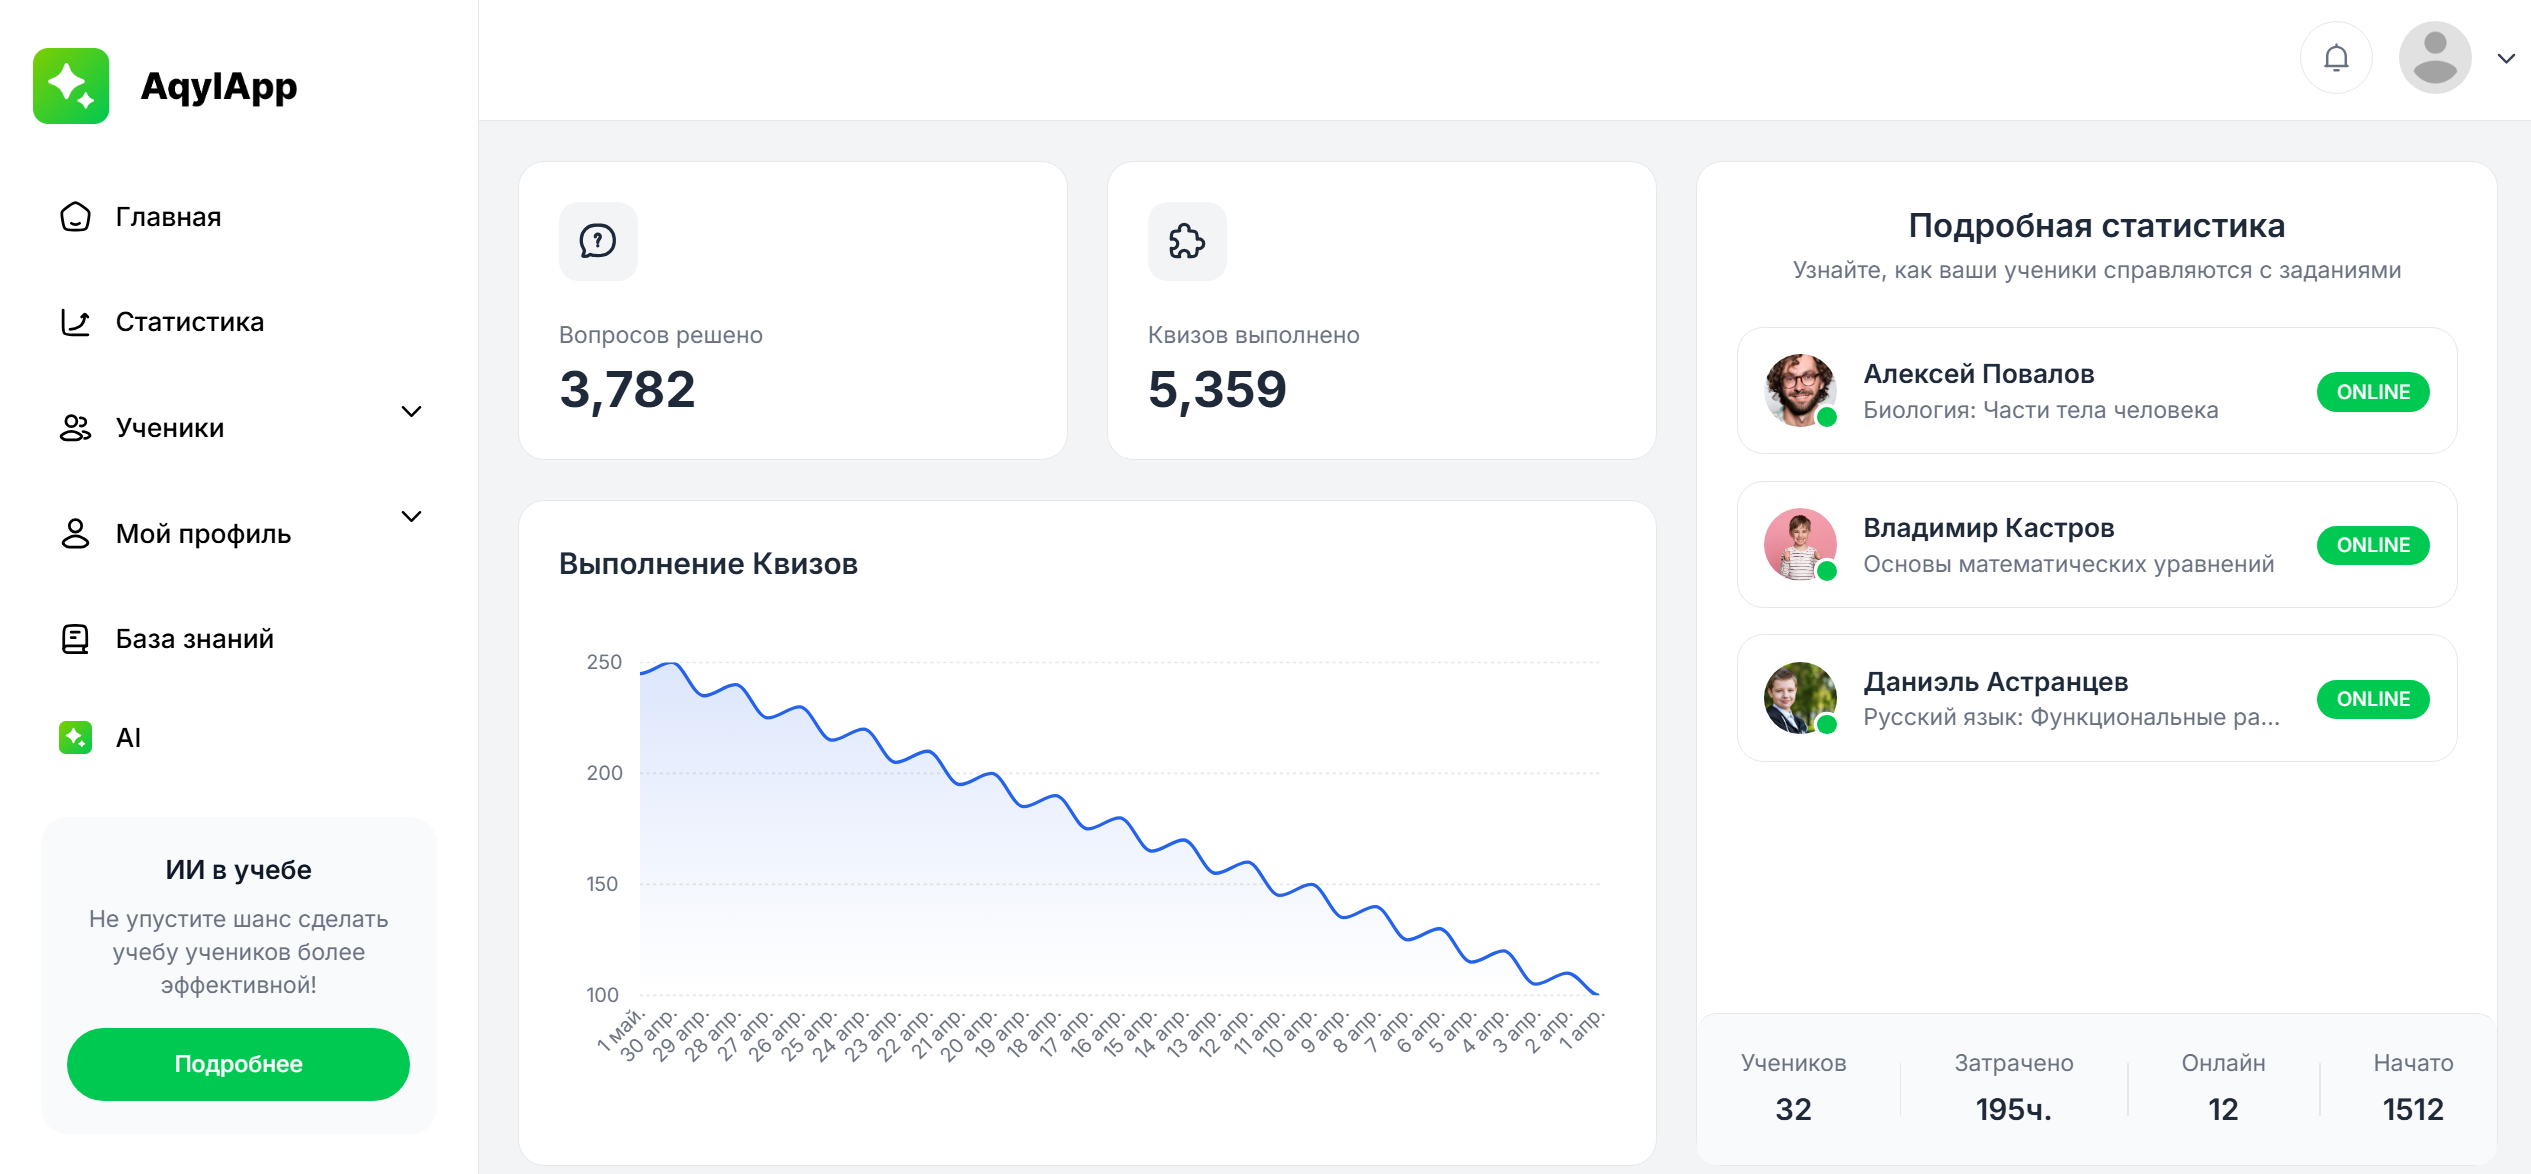 AqylApp
Главная
Статистика
Ученики
Мой профиль
База знаний
AI
ИИ в учебе
Не упустите шанс сделать
учебу учеников более
эффективной!
Подробнее
Вопросов решено
3,782
Квизов выполнено
5,359
Выполнение Квизов
250
200
150
100
1 май.
30 апр.
29 апр.
28 апр.
27 апр.
26 апр.
25 апр.
24 апр.
23 апр.
22 апр.
21 апр.
20 апр.
19 апр.
18 апр.
17 апр.
16 апр.
15 апр.
14 апр.
13 апр.
12 апр.
11 апр.
10 апр.
9 апр.
8 апр.
7 апр.
6 апр.
5 апр.
4 апр.
3 апр.
2 апр.
1 апр.
Подробная статистика
Узнайте, как ваши ученики справляются с заданиями
Алексей Повалов
Биология: Части тела человека
ONLINE
Владимир Кастров
Основы математических уравнений
ONLINE
Даниэль Астранцев
Русский язык: Функциональные ра...
ONLINE
Учеников
32
Затрачено
195ч.
Онлайн
12
Начато
1512